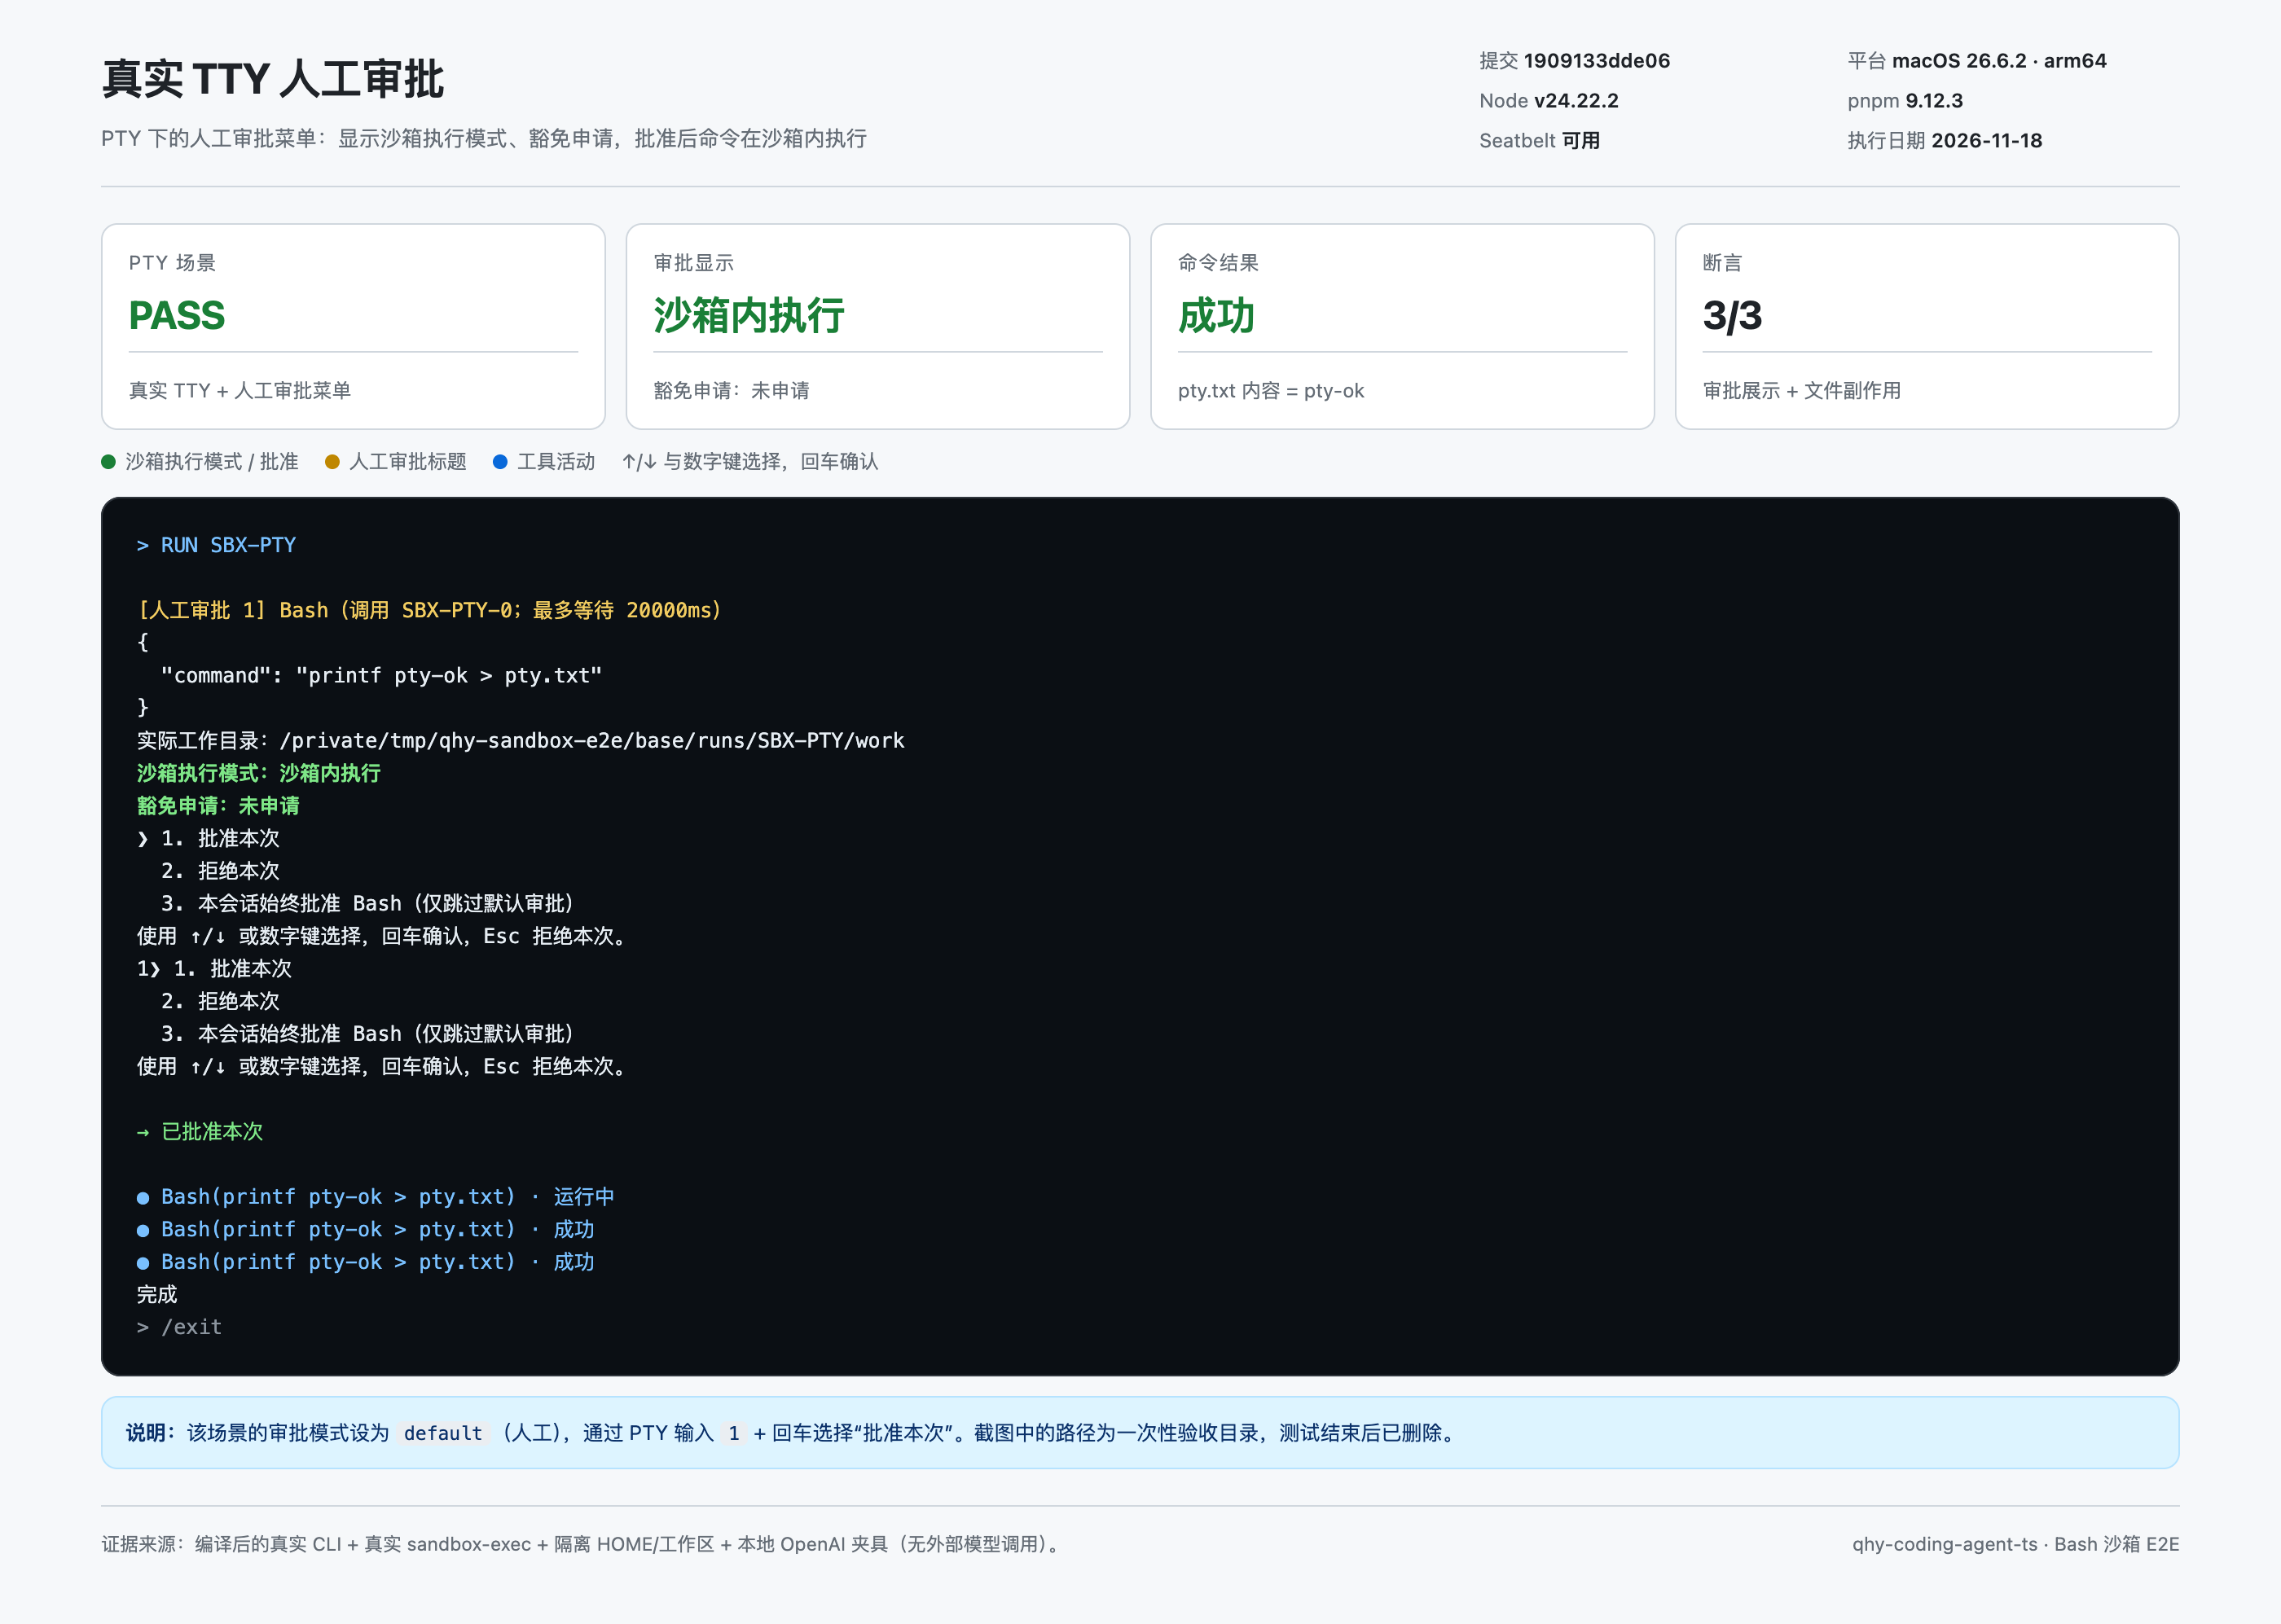 真实 TTY 人工审批
PTY 下的人工审批菜单：显示沙箱执行模式、豁免申请，批准后命令在沙箱内执行
提交 1909133dde06
平台 macOS 26.6.2 · arm64
Node v24.22.2
pnpm 9.12.3
Seatbelt 可用
执行日期 2026-11-18
PTY 场景
PASS
真实 TTY + 人工审批菜单
审批显示
沙箱内执行
豁免申请：未申请
命令结果
成功
pty.txt 内容 = pty-ok
断言
3/3
审批展示 + 文件副作用
沙箱执行模式 / 批准 人工审批标题 工具活动 ↑/↓ 与数字键选择，回车确认
> RUN SBX-PTY
[人工审批 1] Bash（调用 SBX-PTY-0；最多等待 20000ms）
{
  "command": "printf pty-ok > pty.txt"
}
实际工作目录：/private/tmp/qhy-sandbox-e2e/base/runs/SBX-PTY/work
沙箱执行模式：沙箱内执行
豁免申请：未申请
❯ 1. 批准本次
  2. 拒绝本次
  3. 本会话始终批准 Bash（仅跳过默认审批）
使用 ↑/↓ 或数字键选择，回车确认，Esc 拒绝本次。
1❯ 1. 批准本次
  2. 拒绝本次
  3. 本会话始终批准 Bash（仅跳过默认审批）
使用 ↑/↓ 或数字键选择，回车确认，Esc 拒绝本次。
→ 已批准本次
● Bash(printf pty-ok > pty.txt) · 运行中
● Bash(printf pty-ok > pty.txt) · 成功
● Bash(printf pty-ok > pty.txt) · 成功
完成
> /exit
说明：该场景的审批模式设为 default（人工），通过 PTY 输入 1 + 回车选择“批准本次”。截图中的路径为一次性验收目录，测试结束后已删除。
证据来源：编译后的真实 CLI + 真实 sandbox-exec + 隔离 HOME/工作区 + 本地 OpenAI 夹具（无外部模型调用）。
qhy-coding-agent-ts · Bash 沙箱 E2E